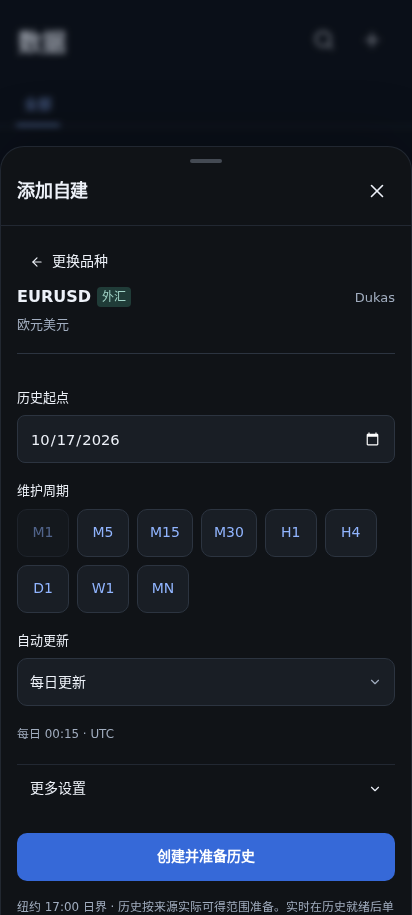 数据
全部
添加自建
更换品种
EURUSD 外汇 Dukas
欧元美元
历史起点
10/17/2026
维护周期
M1 M5 M15 M30 H1 H4
D1 W1 MN
自动更新
每日更新
每日 00:15 · UTC
更多设置
创建并准备历史
纽约 17:00 日界 · 历史按来源实际可得范围准备。实时在历史就绪后单